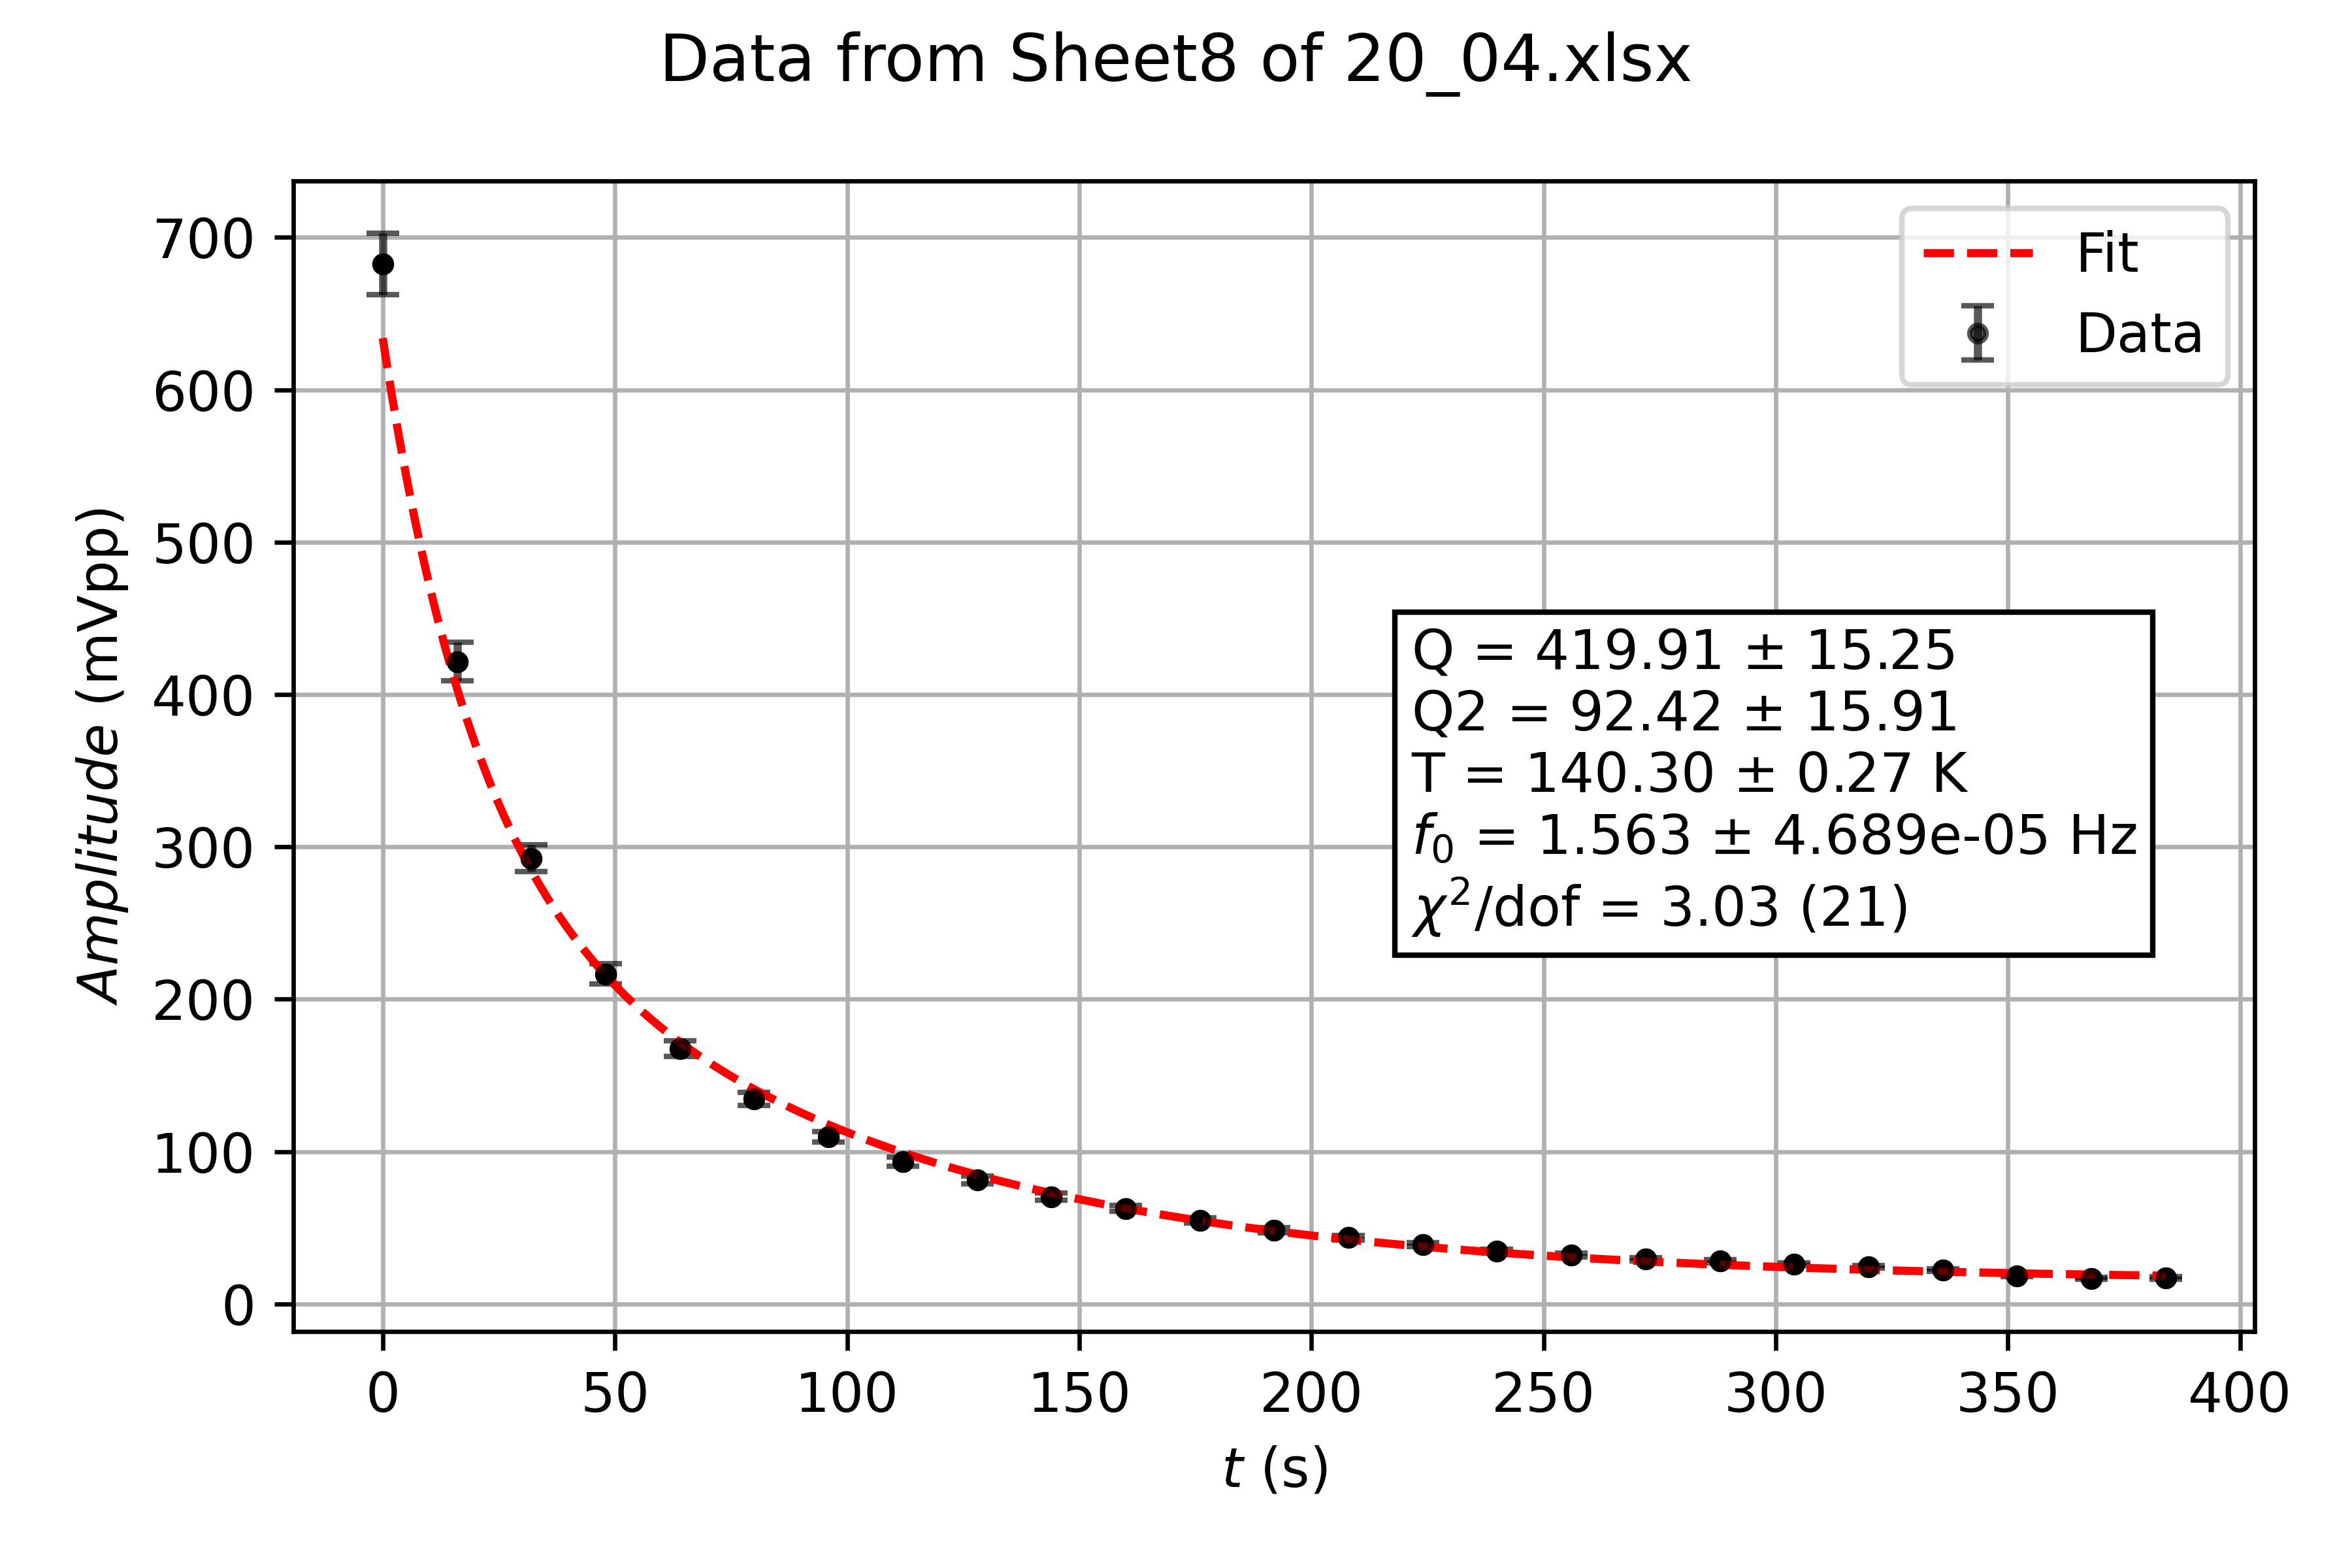 Data from Sheet8 of 20_04.xlsx
700
600
500
400
300
200
100
0
Amplitude (mVpp)
Fit
Data
Q = 419.91 ± 15.25
Q2 = 92.42 ± 15.91
T = 140.30 ± 0.27 K
f₀ = 1.563 ± 4.689e-05 Hz
χ²/dof = 3.03 (21)
0 50 100 150 200 250 300 350 400
t (s)